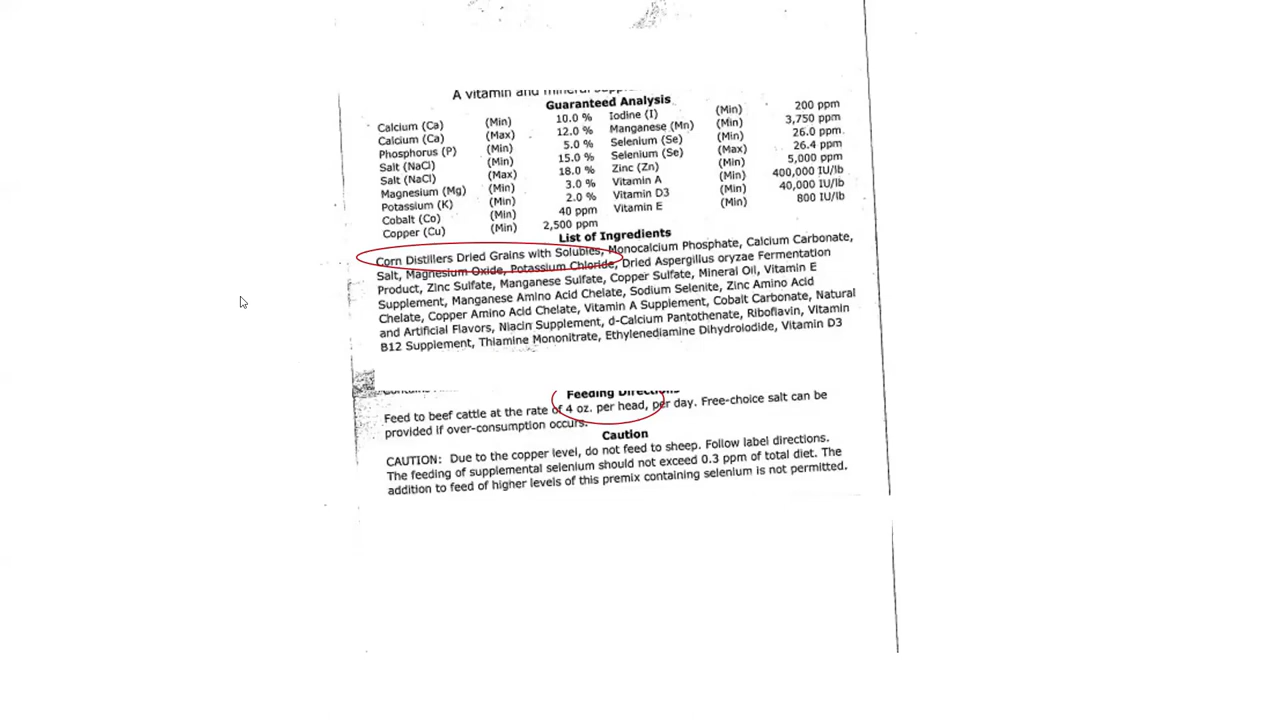 A vitamin and mineral
Guaranteed Analysis
Calcium (Ca) (Min) 10.0 % Iodine (I) (Min) 200 ppm
Calcium (Ca) (Max) 12.0 % Manganese (Mn) (Min) 3,750 ppm
Phosphorus (P) (Min) 5.0 % Selenium (Se) (Min) 26.0 ppm
Salt (NaCl) (Min) 15.0 % Selenium (Se) (Max) 26.4 ppm
Salt (NaCl) (Max) 18.0 % Zinc (Zn) (Min) 5,000 ppm
Magnesium (Mg) (Min) 3.0 % Vitamin A (Min) 400,000 IU/lb
Potassium (K) (Min) 2.0 % Vitamin D3 (Min) 40,000 IU/lb
Cobalt (Co) (Min) 40 ppm Vitamin E (Min) 800 IU/lb
Copper (Cu) (Min) 2,500 ppm
List of Ingredients
Corn Distillers Dried Grains with Solubles, Monocalcium Phosphate, Calcium Carbonate,
Salt, Magnesium Oxide, Potassium Chloride, Dried Aspergillus oryzae Fermentation
Product, Zinc Sulfate, Manganese Sulfate, Copper Sulfate, Mineral Oil, Vitamin E
Supplement, Manganese Amino Acid Chelate, Sodium Selenite, Zinc Amino Acid
Chelate, Copper Amino Acid Chelate, Vitamin A Supplement, Cobalt Carbonate, Natural
and Artificial Flavors, Niacin Supplement, d-Calcium Pantothenate, Riboflavin, Vitamin
B12 Supplement, Thiamine Mononitrate, Ethylenediamine Dihydroiodide, Vitamin D3
Feeding Directions
Feed to beef cattle at the rate of 4 oz. per head, per day. Free-choice salt can be
provided if over-consumption occurs.
Caution
CAUTION: Due to the copper level, do not feed to sheep. Follow label directions.
The feeding of supplemental selenium should not exceed 0.3 ppm of total diet. The
addition to feed of higher levels of this premix containing selenium is not permitted.